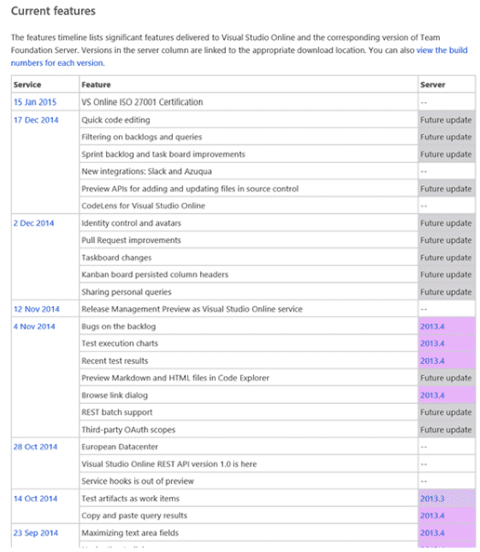 Current features
The features timeline lists significant features delivered to Visual Studio Online and the corresponding version of Team
Foundation Server. Versions in the server column are linked to the appropriate download location. You can also view the build
numbers for each version.
Service Feature Server
15 Jan 2015 VS Online ISO 27001 Certification --
17 Dec 2014 Quick code editing Future update
Filtering on backlogs and queries Future update
Sprint backlog and task board improvements Future update
New integrations: Slack and Azuqua --
Preview APIs for adding and updating files in source control Future update
CodeLens for Visual Studio Online --
2 Dec 2014 Identity control and avatars Future update
Pull Request improvements Future update
Taskboard changes Future update
Kanban board persisted column headers Future update
Sharing personal queries Future update
12 Nov 2014 Release Management Preview as Visual Studio Online service --
4 Nov 2014 Bugs on the backlog 2013.4
Test execution charts 2013.4
Recent test results 2013.4
Preview Markdown and HTML files in Code Explorer Future update
Browse link dialog 2013.4
REST batch support Future update
Third-party OAuth scopes Future update
28 Oct 2014 European Datacenter --
Visual Studio Online REST API version 1.0 is here --
Service hooks is out of preview --
14 Oct 2014 Test artifacts as work items 2013.3
Copy and paste query results 2013.4
23 Sep 2014 Maximizing text area fields 2013.4